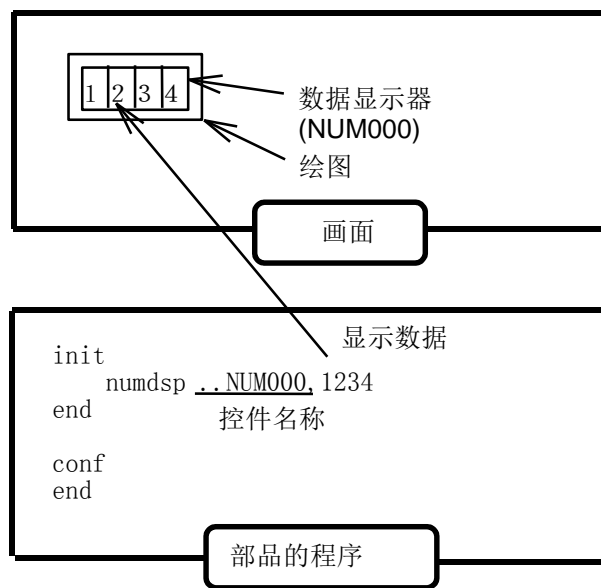 1 2 3 4
数据显示器
(NUM000)
绘图
画面
显示数据
init
numdsp ..NUM000,1234
end
控件名称
conf
end
部品的程序